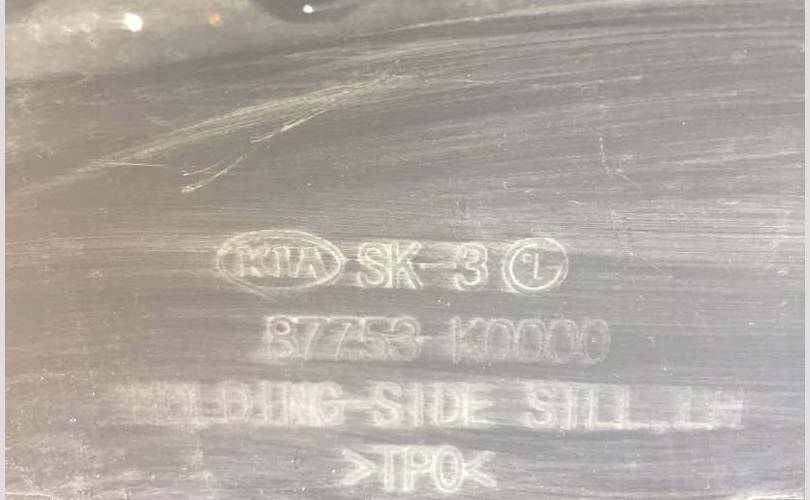 KIA SK-3
87753-K0000
MOLDING-SIDE SILL,LH
>TPO<